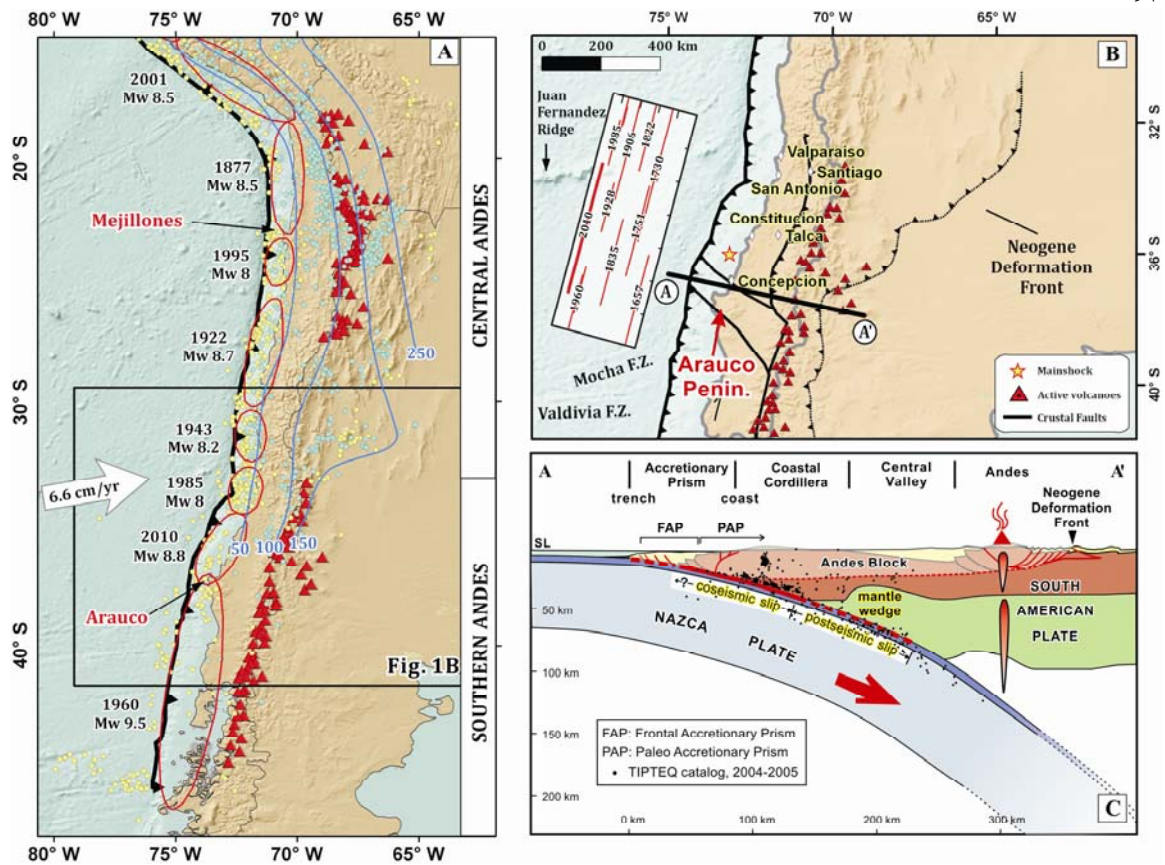 80° W
75° W
70° W
65° W
A
2001
Mw 8.5
20° S
1877
Mw 8.5
Mejillones
1995
Mw 8
1922
Mw 8.7
250
30° S
1943
Mw 8.2
6.6 cm/yr
1985
Mw 8
2010
Mw 8.8
50
100
150
Arauco
40° S
Fig. 1B
1960
Mw 9.5
80° W
75° W
70° W
65° W
CENTRAL ANDES
SOUTHERN ANDES
75° W
70° W
65° W
0 200 400 km
B
Juan
Fernandez
Ridge
32° S
36° S
40° S
1985
1906
1822
1730
2010
1928
1751
1835
1960
1657
Valparaiso
Santiago
San Antonio
Constitucion
Talca
Concepcion
A
A'
Neogene
Deformation
Front
Mocha F.Z.
Arauco
Penin.
Valdivia F.Z.
Mainshock
Active volcanoes
Crustal Faults
A
Accretionary
Prism
Coastal
Cordillera
Central
Valley
Andes
A'
trench
coast
Neogene
Deformation
Front
FAP
PAP
SL
Andes Block
SOUTH
AMERICAN
PLATE
mantle
wedge
?
coseismic slip
postseismic slip
NAZCA
PLATE
50 km
100 km
150 km
200 km
FAP: Frontal Accretionary Prism
PAP: Paleo Accretionary Prism
TIPTEQ catalog, 2004-2005
0 km
100 km
200 km
300 km
C